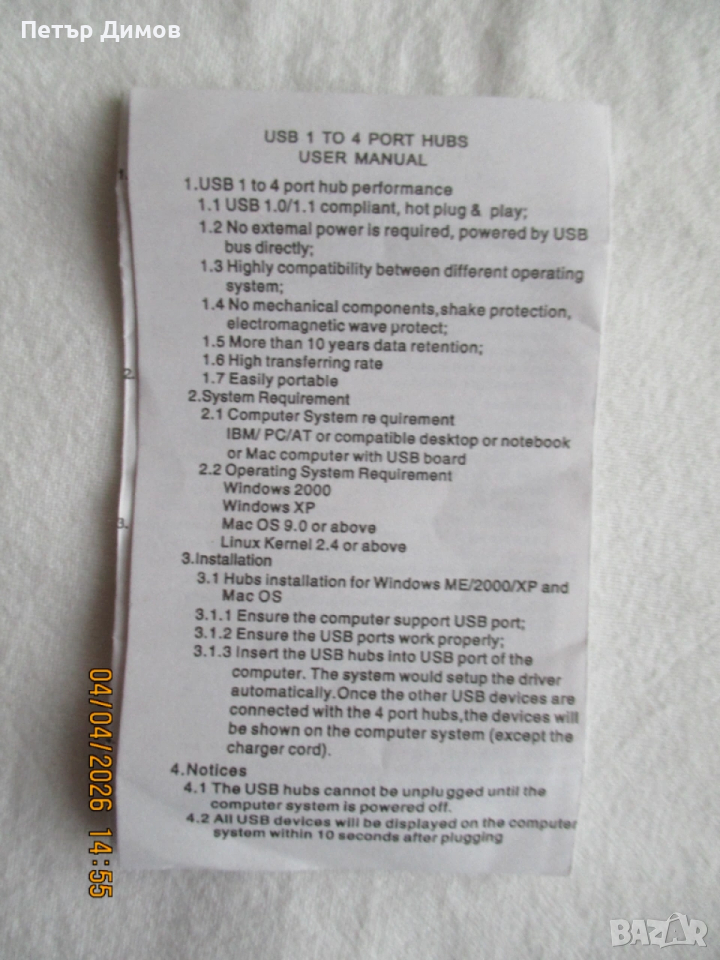 Петър Димов
USB 1 TO 4 PORT HUBS
USER MANUAL
1.USB 1 to 4 port hub performance
1.1 USB 1.0/1.1 compliant, hot plug & play;
1.2 No external power is required, powered by USB
bus directly;
1.3 Highly compatibility between different operating
system;
1.4 No mechanical components,shake protection,
electromagnetic wave protect;
1.5 More than 10 years data retention;
1.6 High transferring rate
1.7 Easily portable
2.System Requirement
2.1 Computer System re quirement
IBM/ PC/AT or compatible desktop or notebook
or Mac computer with USB board
2.2 Operating System Requirement
Windows 2000
Windows XP
Mac OS 9.0 or above
Linux Kernel 2.4 or above
3.Installation
3.1 Hubs installation for Windows ME/2000/XP and
Mac OS
3.1.1 Ensure the computer support USB port;
3.1.2 Ensure the USB ports work properly;
3.1.3 Insert the USB hubs into USB port of the
computer. The system would setup the driver
automatically.Once the other USB devices are
connected with the 4 port hubs,the devices will
be shown on the computer system (except the
charger cord).
4.Notices
4.1 The USB hubs cannot be unplugged until the
computer system is powered off.
4.2 All USB devices will be displayed on the computer
system within 10 seconds after plugging
1.
2.
3.
04/04/2026 14:55
BAZAR